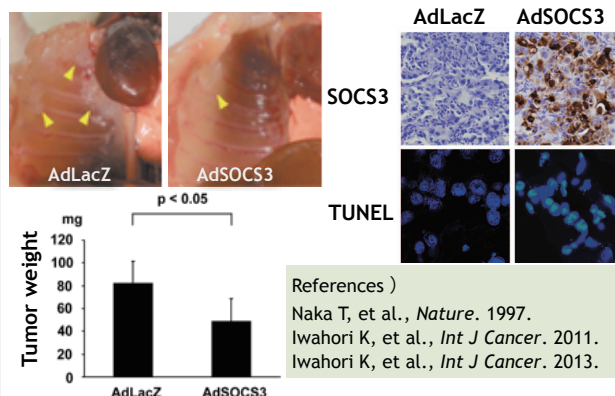 AdLacZ AdSOCS3
SOCS3
AdLacZ
AdSOCS3
TUNEL
p < 0.05
mg
Tumor weight
120
100
80
60
40
20
0
AdLacZ AdSOCS3
References )
Naka T, et al., Nature. 1997.
Iwahori K, et al., Int J Cancer. 2011.
Iwahori K, et al., Int J Cancer. 2013.